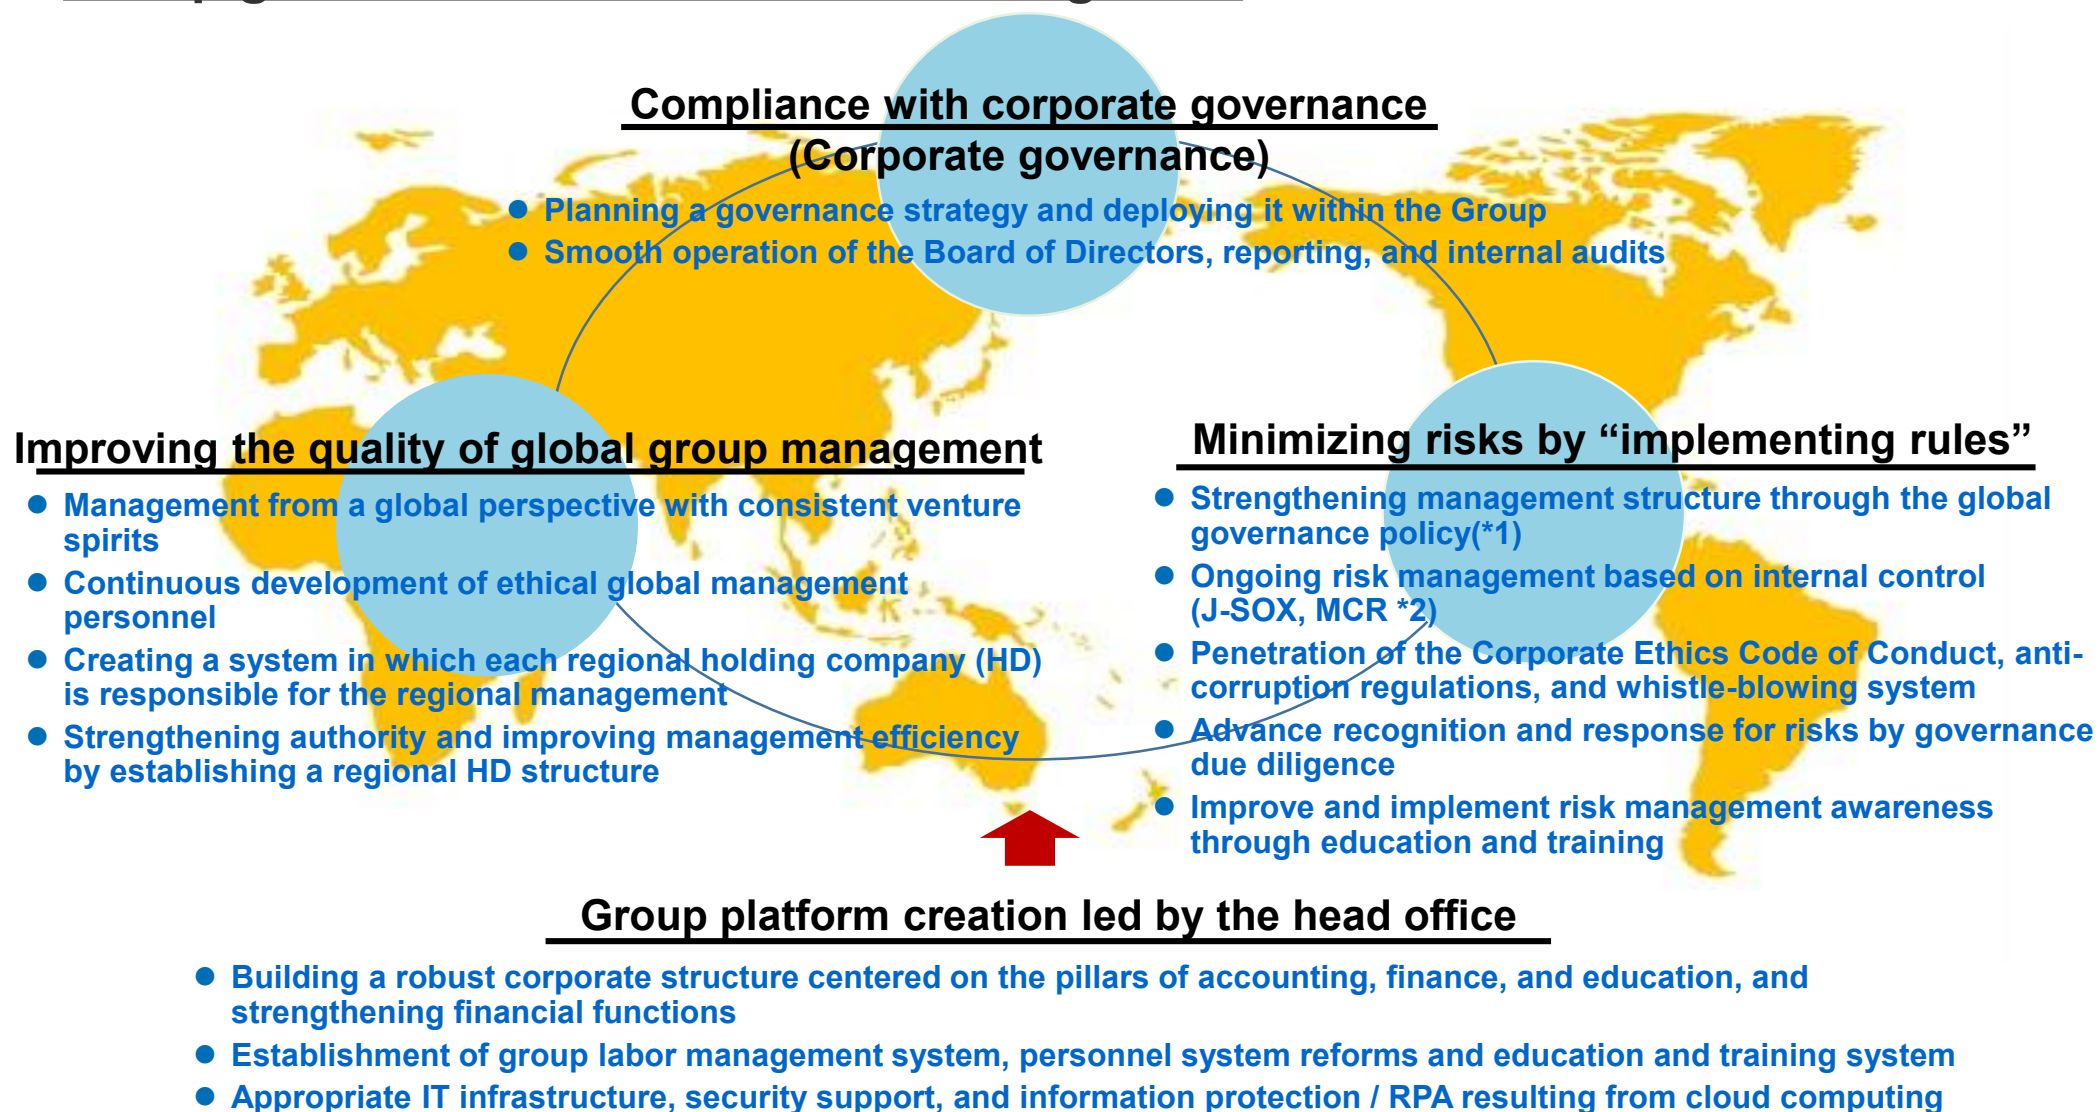 Compliance with corporate governance
(Corporate governance)
● Planning a governance strategy and deploying it within the Group
● Smooth operation of the Board of Directors, reporting, and internal audits
Improving the quality of global group management
● Management from a global perspective with consistent venture
spirits
● Continuous development of ethical global management
personnel
● Creating a system in which each regional holding company (HD)
is responsible for the regional management
● Strengthening authority and improving management efficiency
by establishing a regional HD structure
Minimizing risks by “implementing rules”
● Strengthening management structure through the global
governance policy(*1)
● Ongoing risk management based on internal control
(J-SOX, MCR *2)
● Penetration of the Corporate Ethics Code of Conduct, anti-
corruption regulations, and whistle-blowing system
● Advance recognition and response for risks by governance
due diligence
● Improve and implement risk management awareness
through education and training
Group platform creation led by the head office
● Building a robust corporate structure centered on the pillars of accounting, finance, and education, and
strengthening financial functions
● Establishment of group labor management system, personnel system reforms and education and training system
● Appropriate IT infrastructure, security support, and information protection / RPA resulting from cloud computing